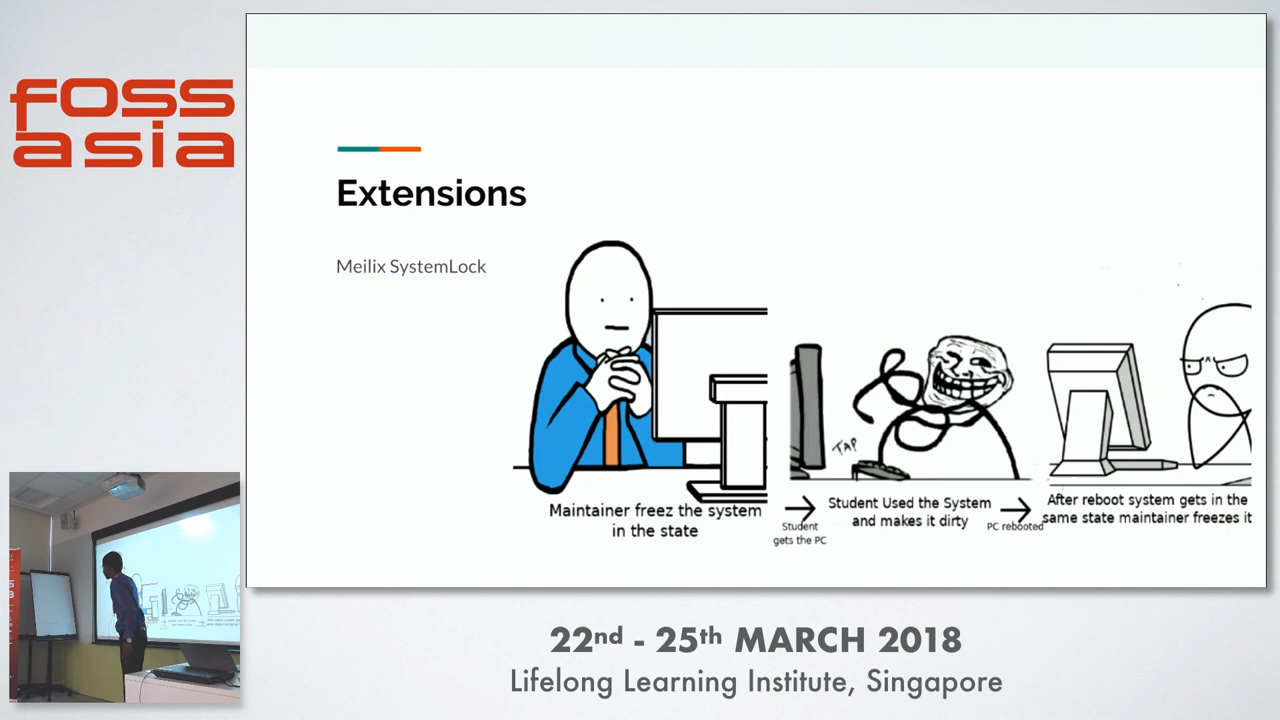 foss
asia
Extensions
Meilix SystemLock
TAP
Maintainer freez the system
in the state
Student
gets the PC
Student Used the System
and makes it dirty
PC rebooted
After reboot system gets in the
same state maintainer freezes it
22nd - 25th MARCH 2018
Lifelong Learning Institute, Singapore